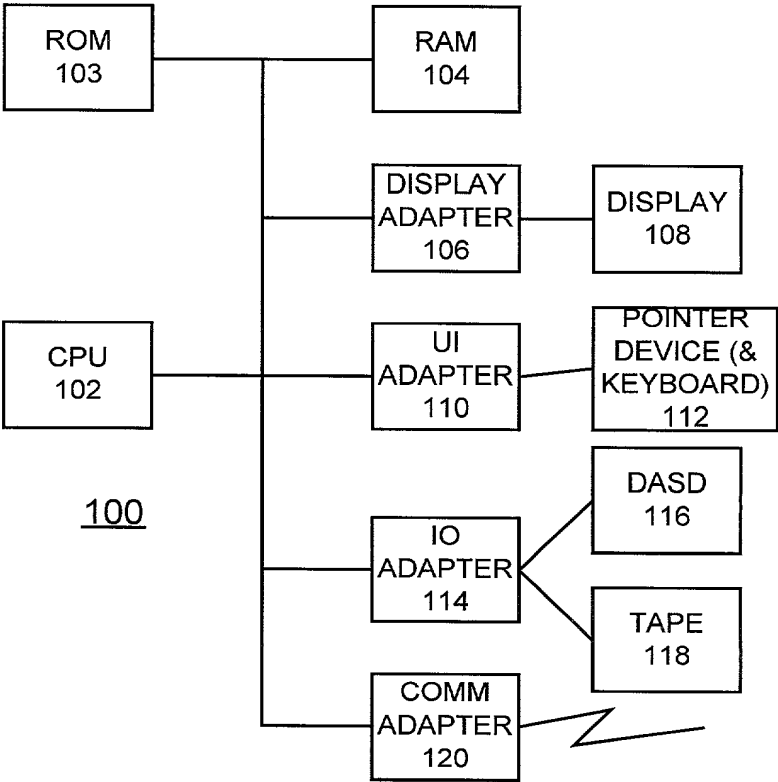 ROM
103
RAM
104
DISPLAY
ADAPTER
106
DISPLAY
108
CPU
102
UI
ADAPTER
110
POINTER
DEVICE (&
KEYBOARD)
112
100
IO
ADAPTER
114
DASD
116
TAPE
118
COMM
ADAPTER
120